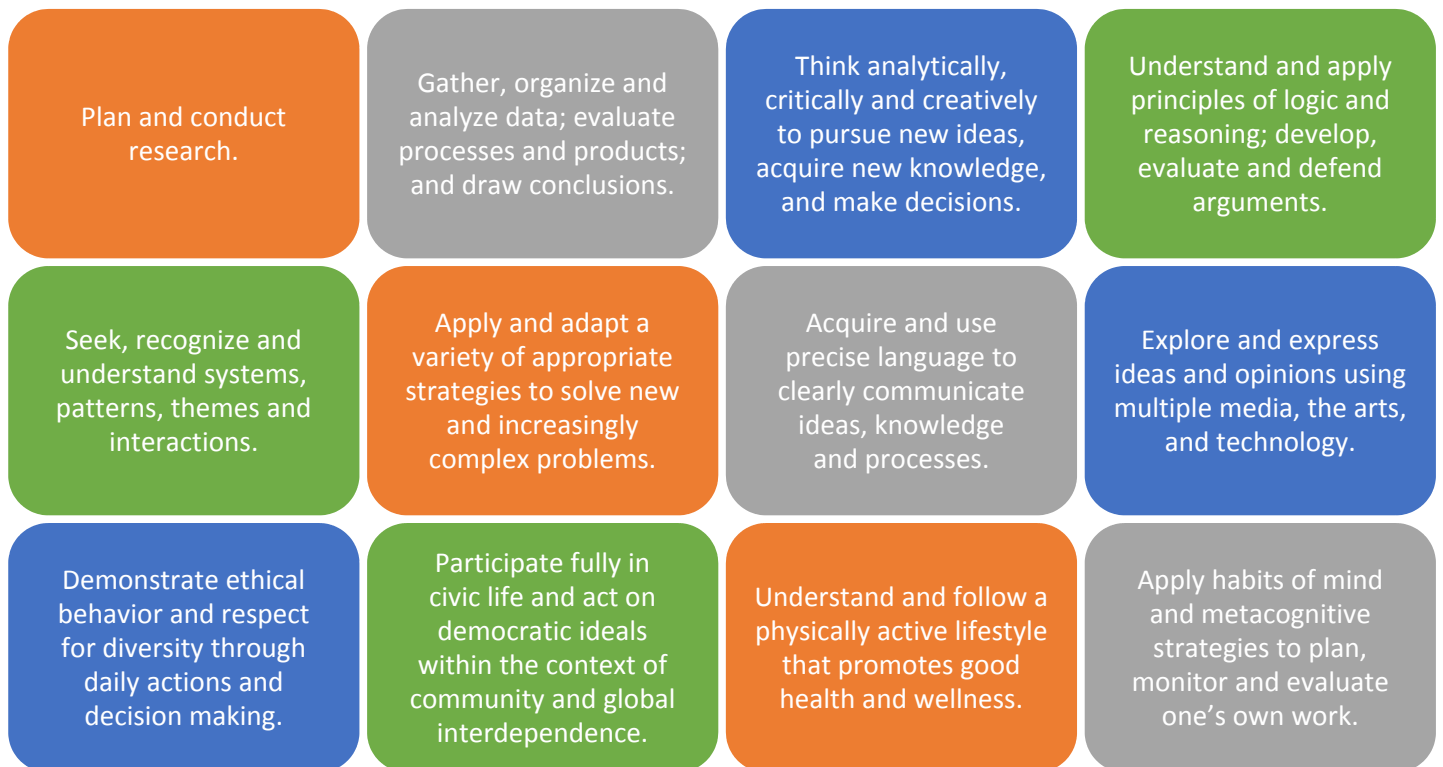 Plan and conduct
research.
Gather, organize and
analyze data; evaluate
processes and products;
and draw conclusions.
Think analytically,
critically and creatively
to pursue new ideas,
acquire new knowledge,
and make decisions.
Understand and apply
principles of logic and
reasoning; develop,
evaluate and defend
arguments.
Seek, recognize and
understand systems,
patterns, themes and
interactions.
Apply and adapt a
variety of appropriate
strategies to solve new
and increasingly
complex problems.
Acquire and use
precise language to
clearly communicate
ideas, knowledge
and processes.
Explore and express
ideas and opinions using
multiple media, the arts,
and technology.
Demonstrate ethical
behavior and respect
for diversity through
daily actions and
decision making.
Participate fully in
civic life and act on
democratic ideals
within the context of
community and global
interdependence.
Understand and follow a
physically active lifestyle
that promotes good
health and wellness.
Apply habits of mind
and metacognitive
strategies to plan,
monitor and evaluate
one’s own work.